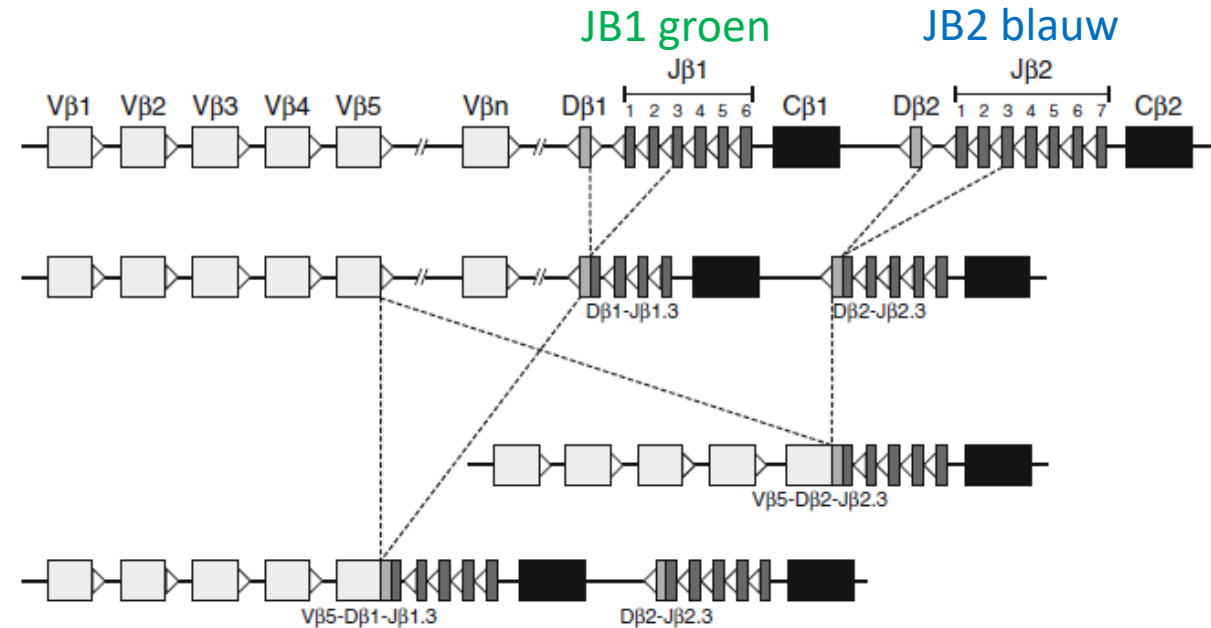 JB1 groen JB2 blauw
Jβ1 Jβ2
Vβ1 Vβ2 Vβ3 Vβ4 Vβ5 Vβn Dβ1 1 2 3 4 5 6 Cβ1 Dβ2 1 2 3 4 5 6 7 Cβ2
Dβ1-Jβ1.3 Dβ2-Jβ2.3
Vβ5-Dβ2-Jβ2.3
Vβ5-Dβ1-Jβ1.3 Dβ2-Jβ2.3